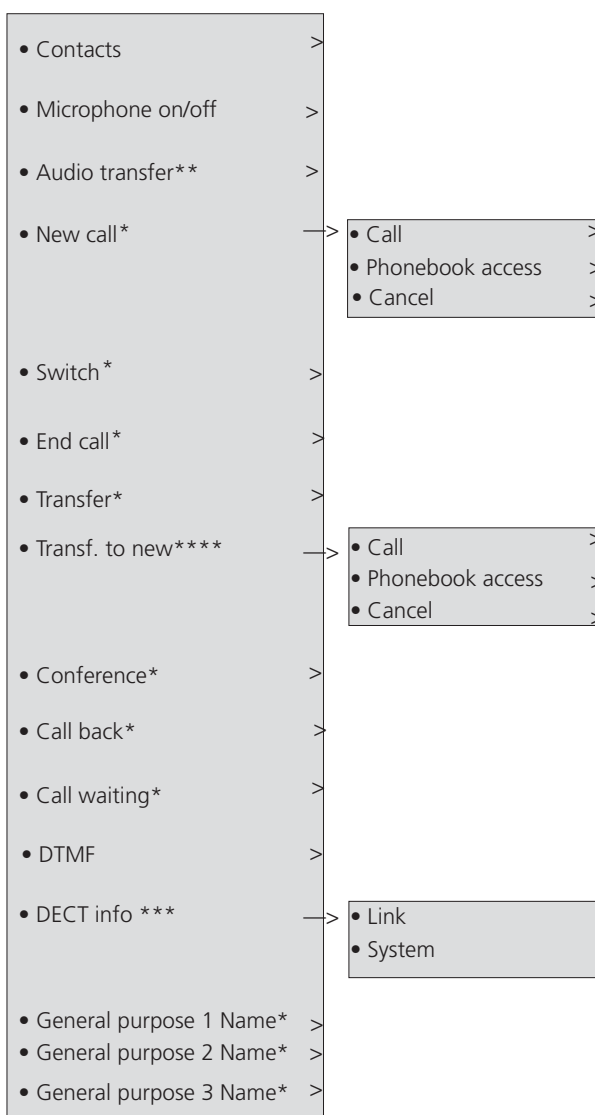 • Contacts >
• Microphone on/off >
• Audio transfer** >
• New call* —>
• Call >
• Phonebook access >
• Cancel >
• Switch* >
• End call* >
• Transfer* >
• Transf. to new**** —>
• Call >
• Phonebook access >
• Cancel >
• Conference* >
• Call back* >
• Call waiting* >
• DTMF >
• DECT info *** —>
• Link
• System
• General purpose 1 Name* >
• General purpose 2 Name* >
• General purpose 3 Name* >